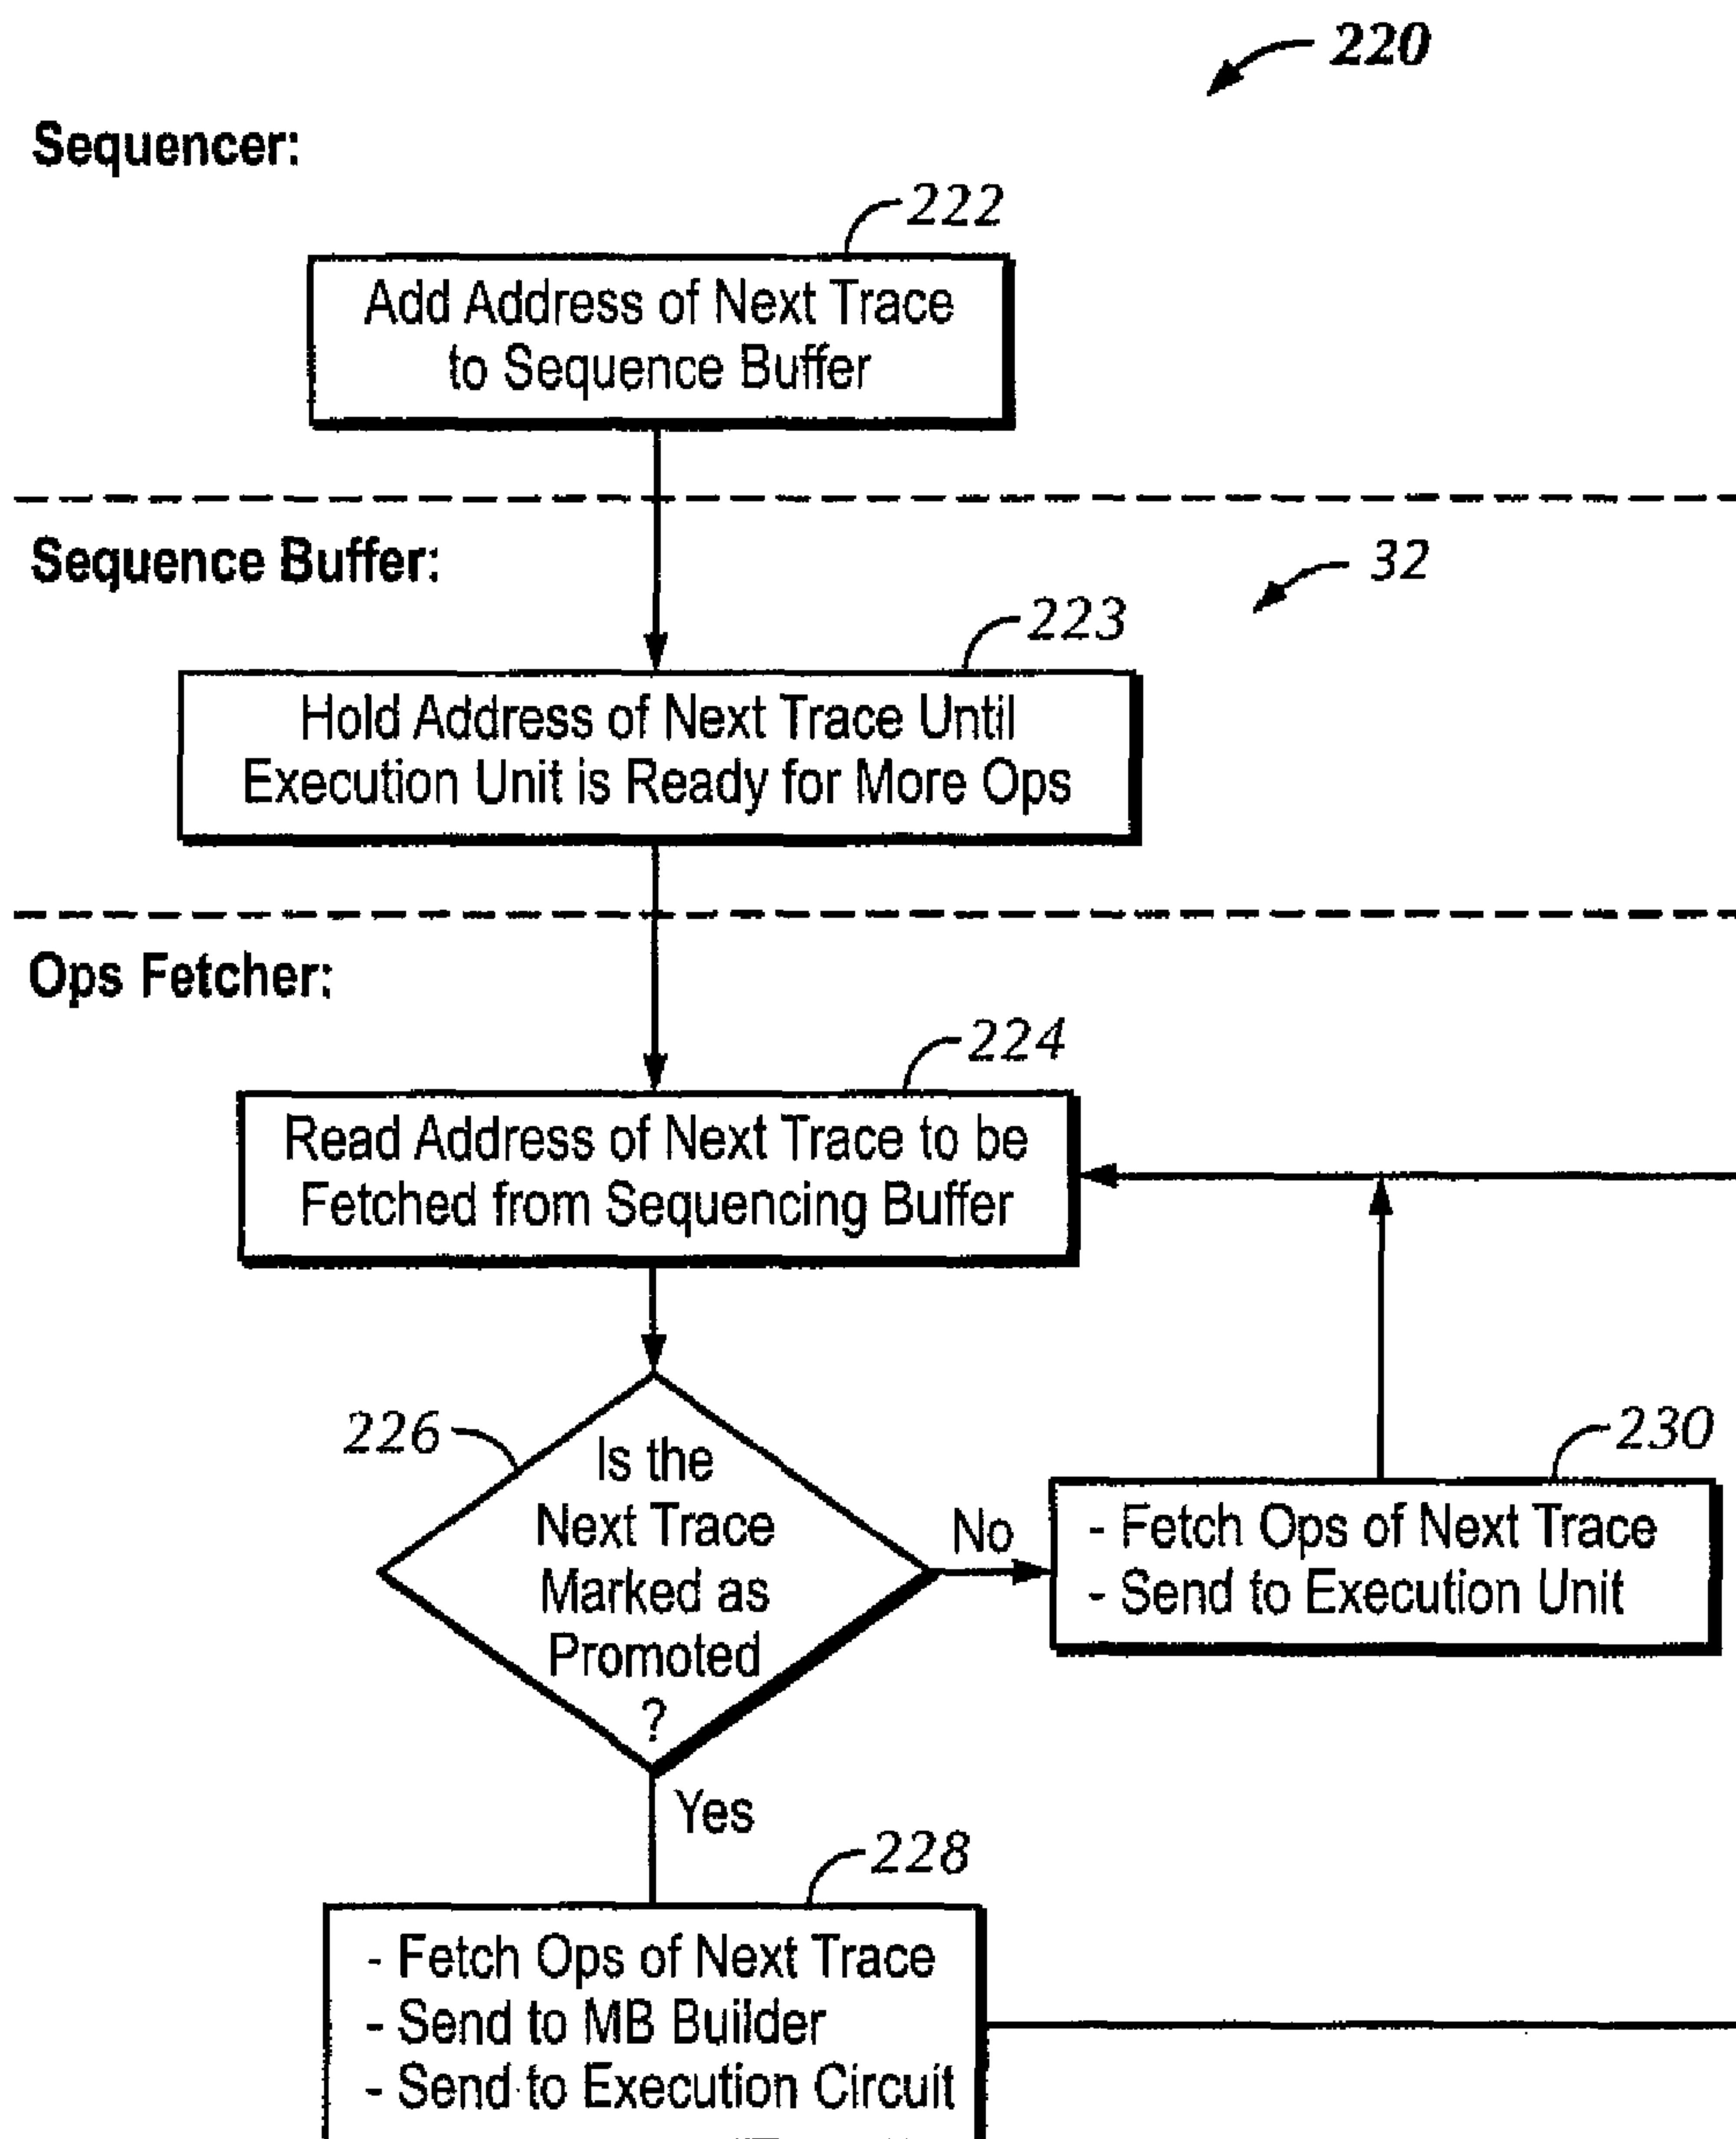 220
Sequencer:
222
Add Address of Next Trace
to Sequence Buffer
Sequence Buffer:
32
223
Hold Address of Next Trace Until
Execution Unit is Ready for More Ops
Ops Fetcher:
224
Read Address of Next Trace to be
Fetched from Sequencing Buffer
226
Is the
Next Trace
Marked as
Promoted
?
No
230
- Fetch Ops of Next Trace
- Send to Execution Unit
Yes
228
- Fetch Ops of Next Trace
- Send to MB Builder
- Send to Execution Circuit